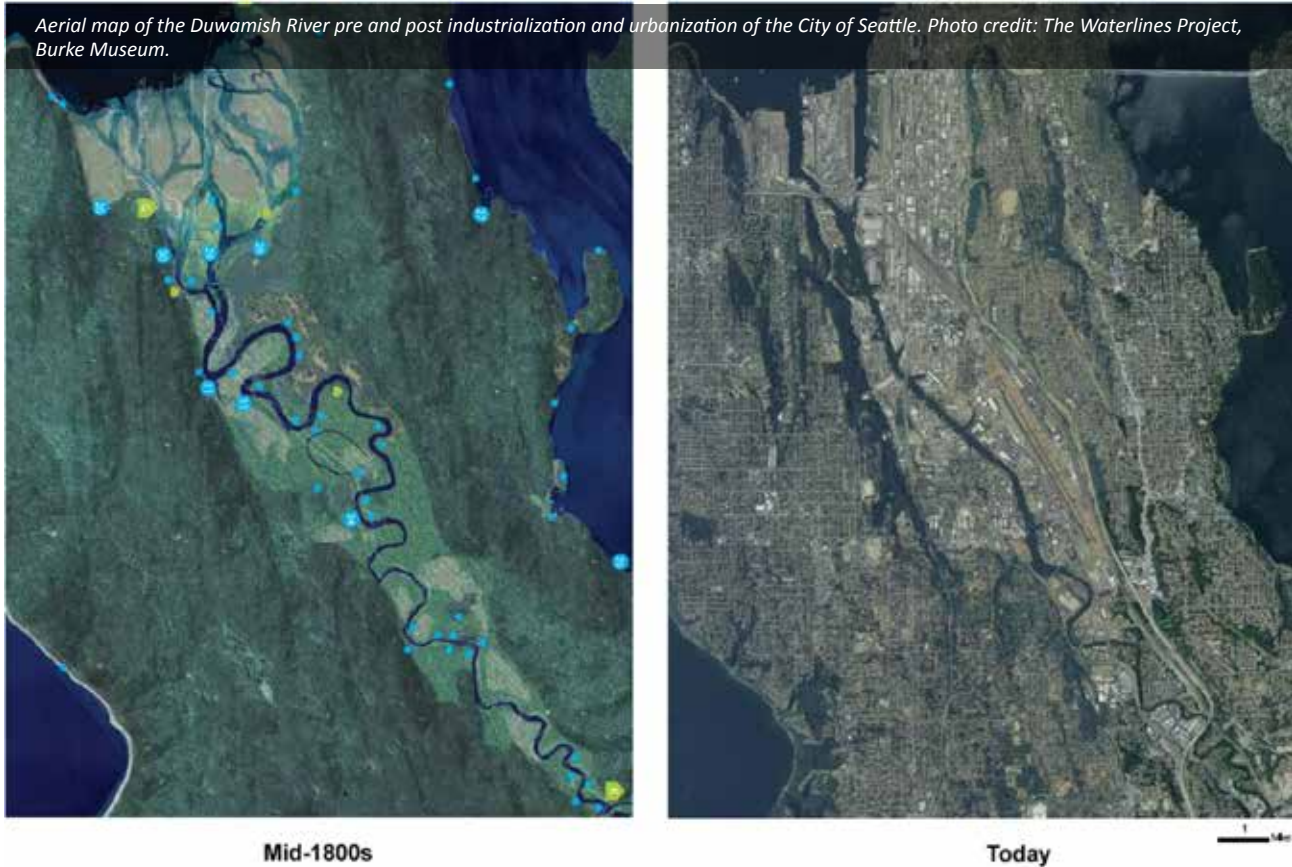 Aerial map of the Duwamish River pre and post industrialization and urbanization of the City of Seattle. Photo credit: The Waterlines Project,
Burke Museum.
Mid-1800s
Today
1